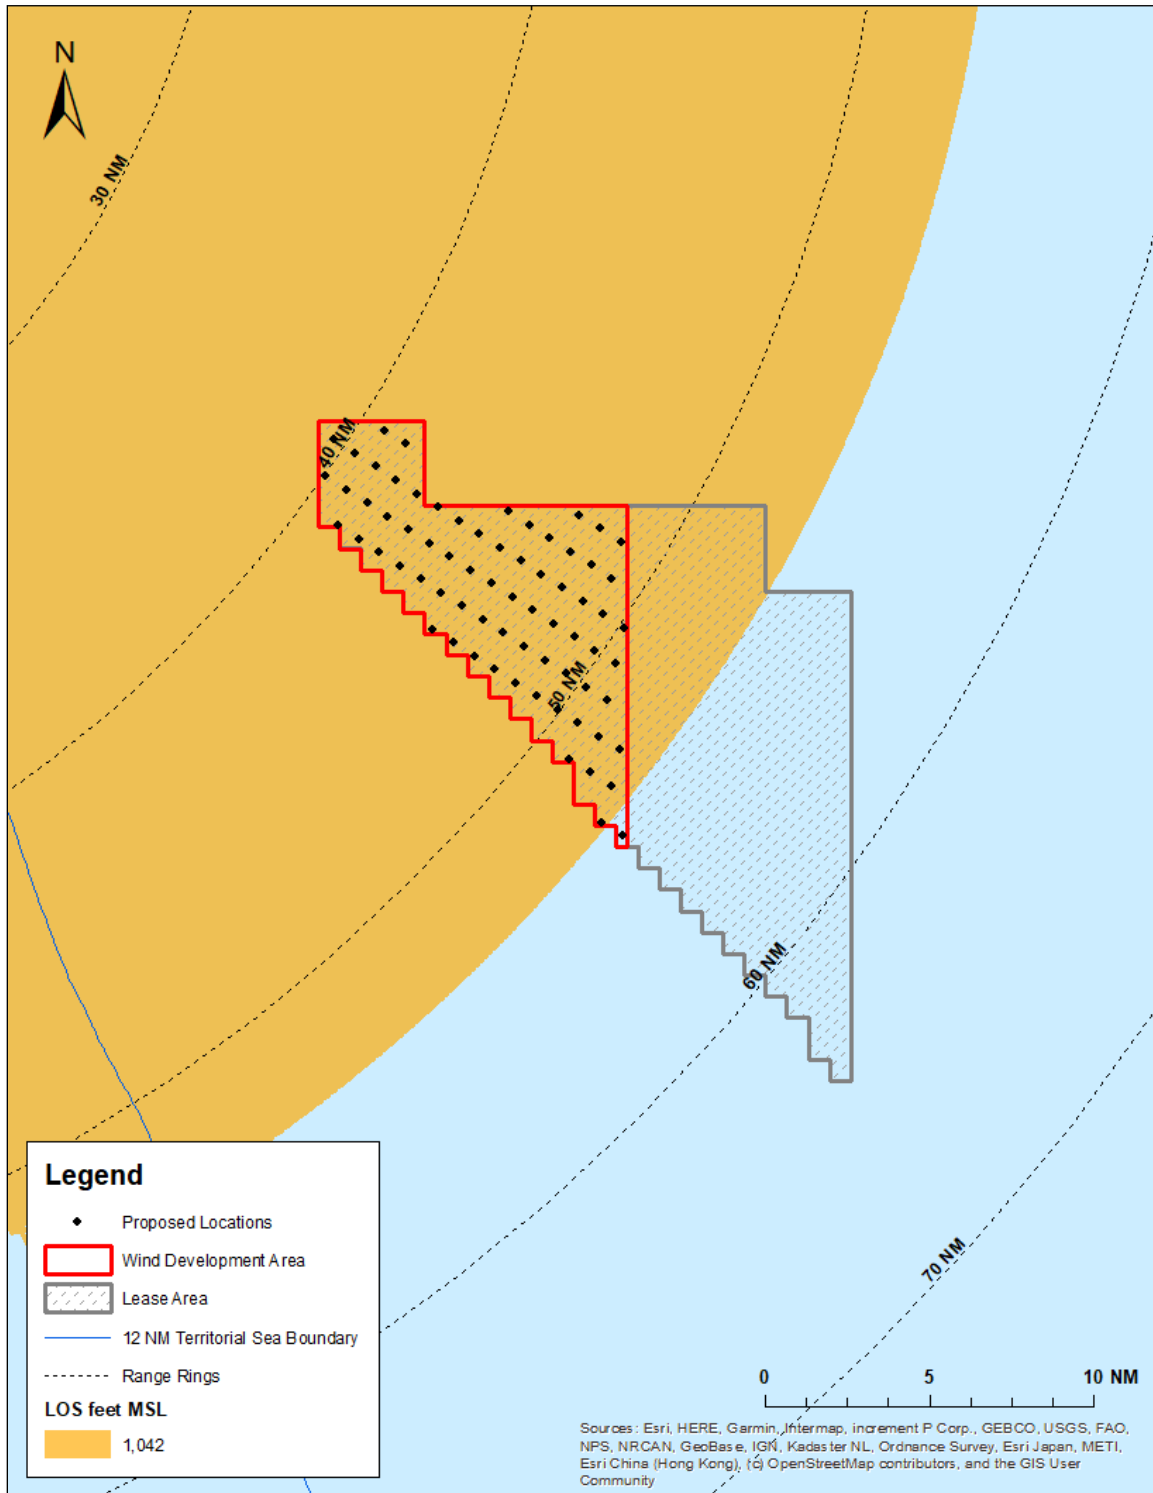 N
30 NM
40 NM
50 NM
60 NM
70 NM
Legend
Proposed Locations
Wind Development Area
Lease Area
12 NM Territorial Sea Boundary
Range Rings
LOS feet MSL
1,042
0 5 10 NM
Sources: Esri, HERE, Garmin, Intermap, increment P Corp., GEBCO, USGS, FAO,
NPS, NRCAN, GeoBase, IGN, Kadaster NL, Ordnance Survey, Esri Japan, METI,
Esri China (Hong Kong), (c) OpenStreetMap contributors, and the GIS User
Community